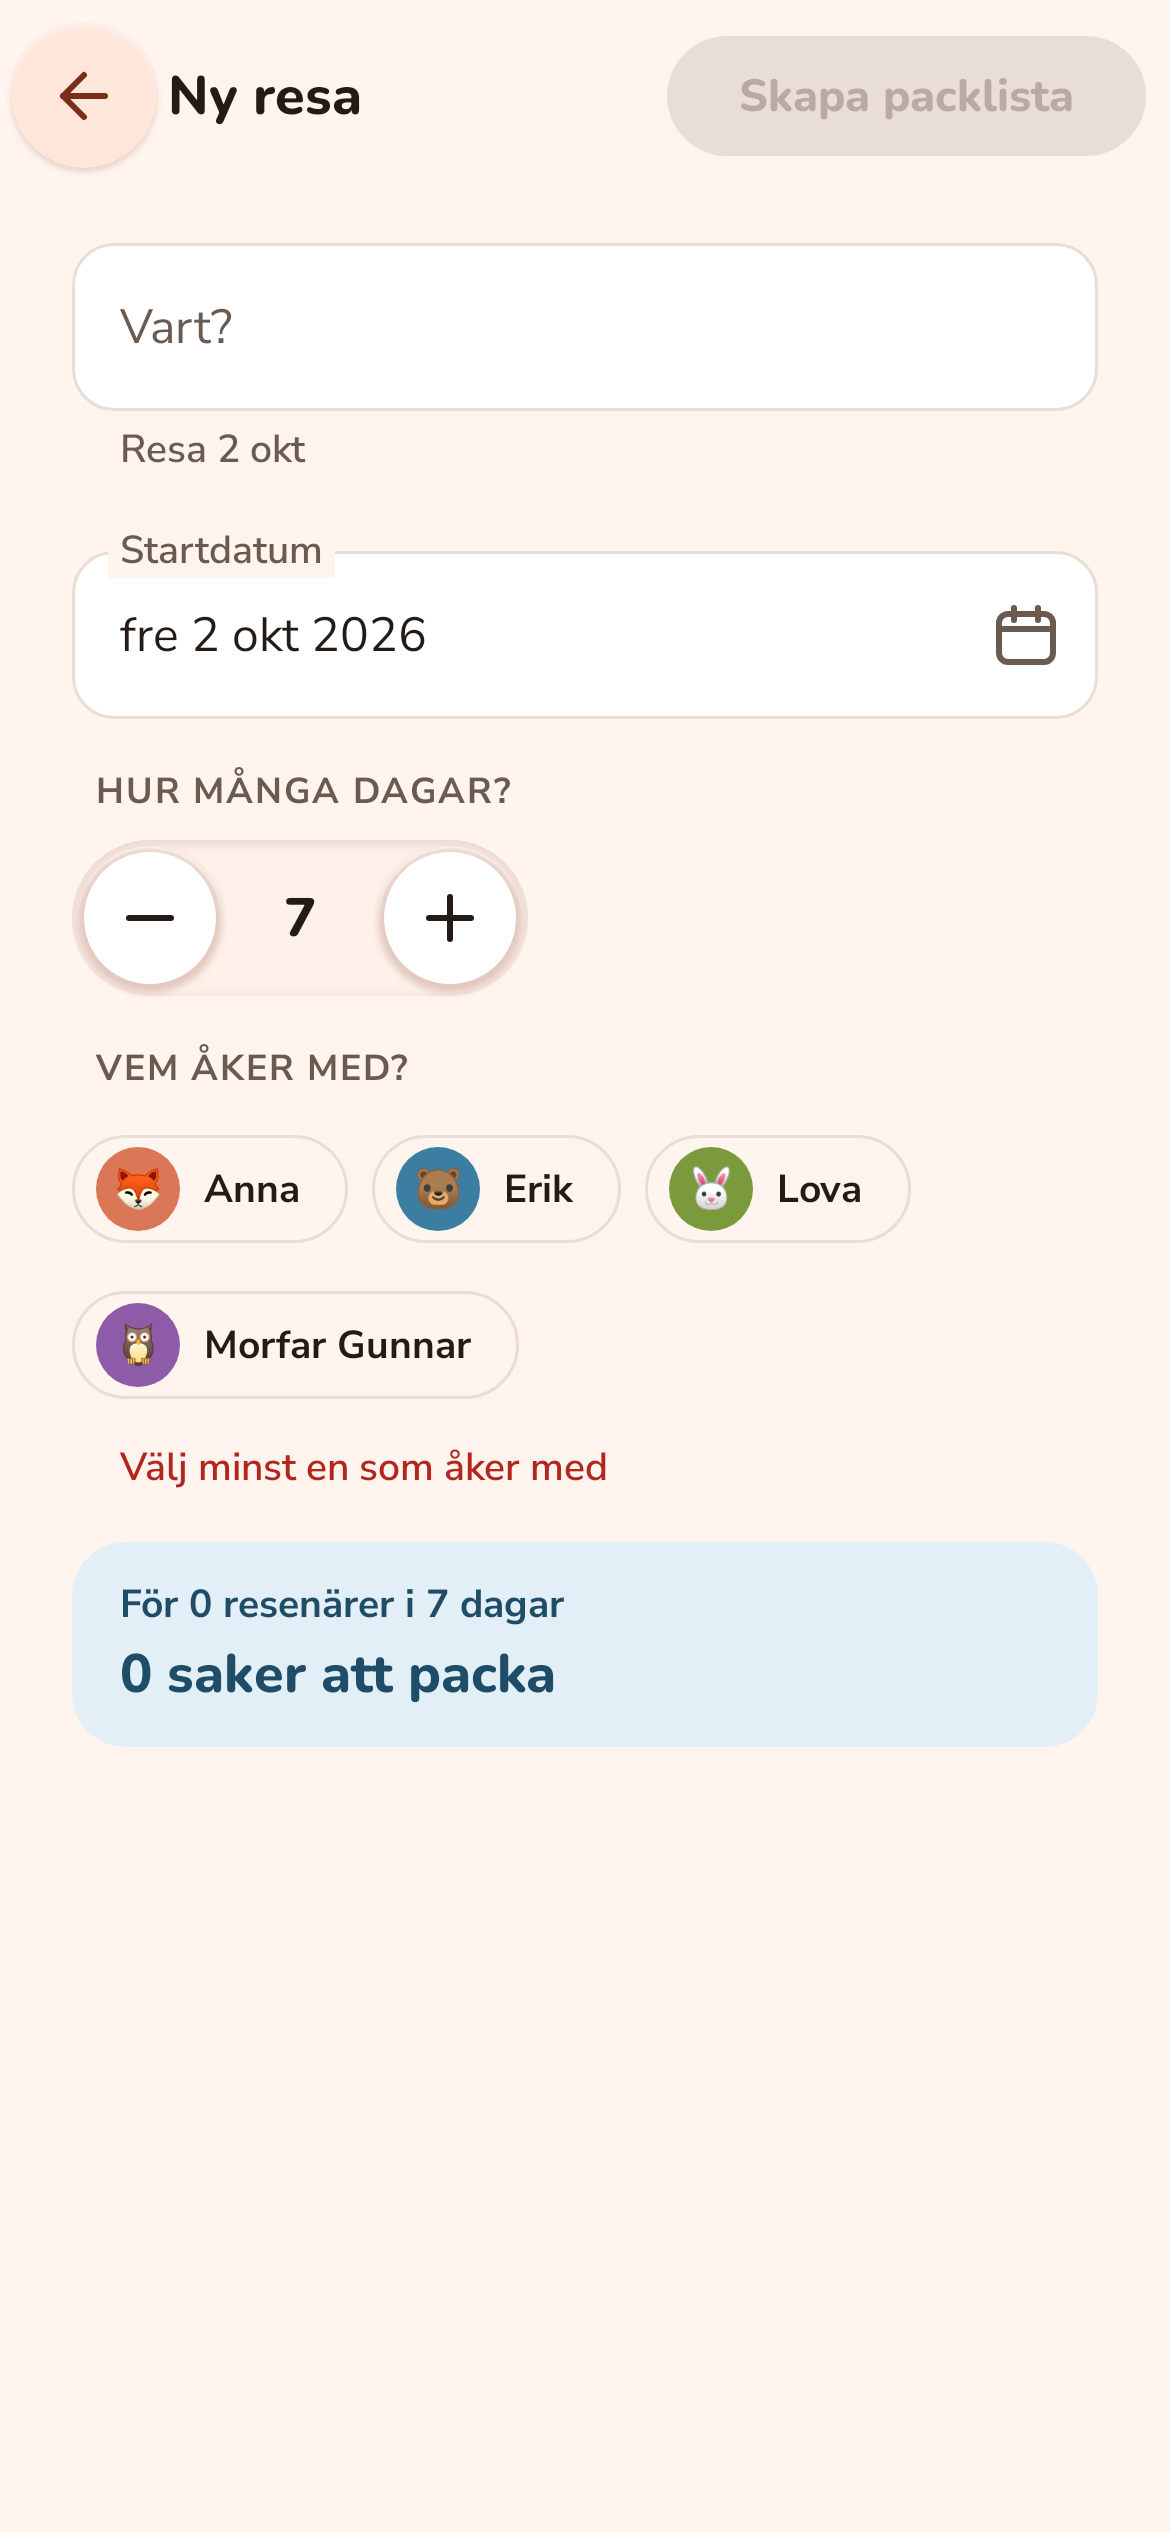 Ny resa
Skapa packlista
Vart?
Resa 2 okt
Startdatum
fre 2 okt 2026
HUR MÅNGA DAGAR?
7
VEM ÅKER MED?
Anna
Erik
Lova
Morfar Gunnar
Välj minst en som åker med
För 0 resenärer i 7 dagar
0 saker att packa